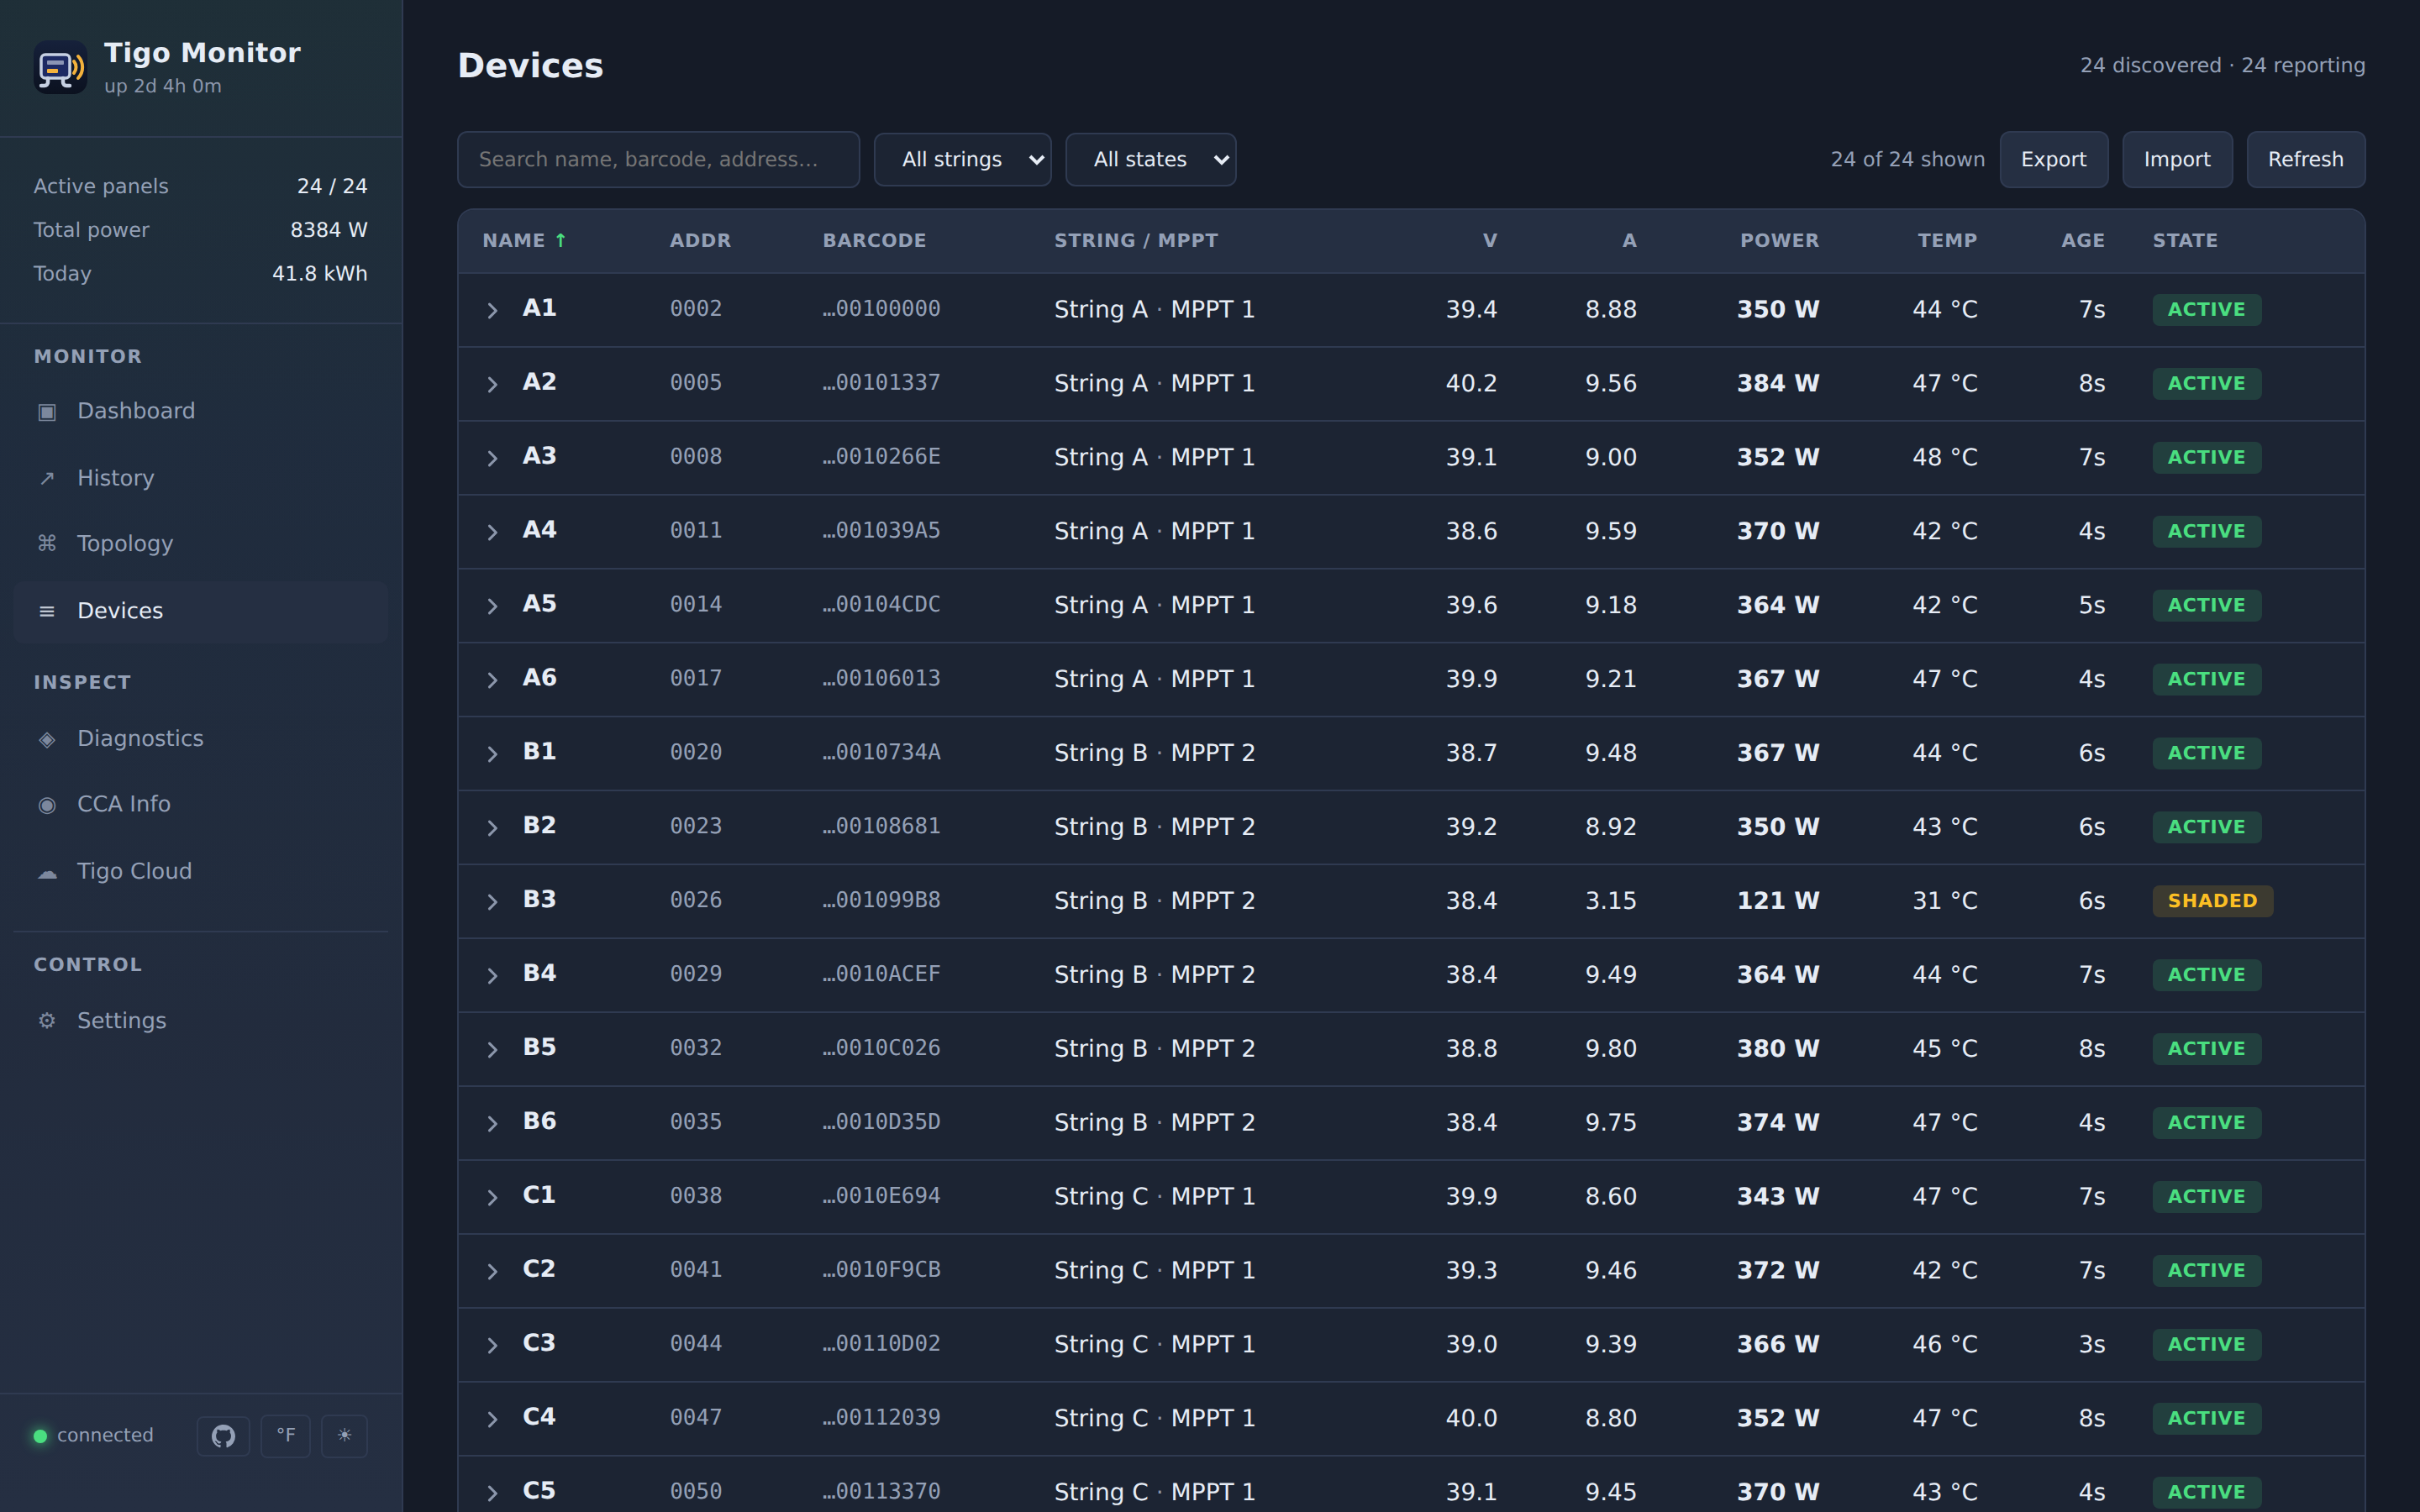 Tigo Monitor
up 2d 4h 0m
Active panels 24 / 24
Total power 8384 W
Today 41.8 kWh
MONITOR
Dashboard
History
Topology
Devices
INSPECT
Diagnostics
CCA Info
Tigo Cloud
CONTROL
Settings
connected °F
Devices
24 discovered · 24 reporting
Search name, barcode, address… All strings All states 24 of 24 shown Export Import Refresh
NAME ↑ ADDR BARCODE STRING / MPPT V A POWER TEMP AGE STATE
A1 0002 …00100000 String A · MPPT 1 39.4 8.88 350 W 44 °C 7s ACTIVE
A2 0005 …00101337 String A · MPPT 1 40.2 9.56 384 W 47 °C 8s ACTIVE
A3 0008 …0010266E String A · MPPT 1 39.1 9.00 352 W 48 °C 7s ACTIVE
A4 0011 …001039A5 String A · MPPT 1 38.6 9.59 370 W 42 °C 4s ACTIVE
A5 0014 …00104CDC String A · MPPT 1 39.6 9.18 364 W 42 °C 5s ACTIVE
A6 0017 …00106013 String A · MPPT 1 39.9 9.21 367 W 47 °C 4s ACTIVE
B1 0020 …0010734A String B · MPPT 2 38.7 9.48 367 W 44 °C 6s ACTIVE
B2 0023 …00108681 String B · MPPT 2 39.2 8.92 350 W 43 °C 6s ACTIVE
B3 0026 …001099B8 String B · MPPT 2 38.4 3.15 121 W 31 °C 6s SHADED
B4 0029 …0010ACEF String B · MPPT 2 38.4 9.49 364 W 44 °C 7s ACTIVE
B5 0032 …0010C026 String B · MPPT 2 38.8 9.80 380 W 45 °C 8s ACTIVE
B6 0035 …0010D35D String B · MPPT 2 38.4 9.75 374 W 47 °C 4s ACTIVE
C1 0038 …0010E694 String C · MPPT 1 39.9 8.60 343 W 47 °C 7s ACTIVE
C2 0041 …0010F9CB String C · MPPT 1 39.3 9.46 372 W 42 °C 7s ACTIVE
C3 0044 …00110D02 String C · MPPT 1 39.0 9.39 366 W 46 °C 3s ACTIVE
C4 0047 …00112039 String C · MPPT 1 40.0 8.80 352 W 47 °C 8s ACTIVE
C5 0050 …00113370 String C · MPPT 1 39.1 9.45 370 W 43 °C 4s ACTIVE